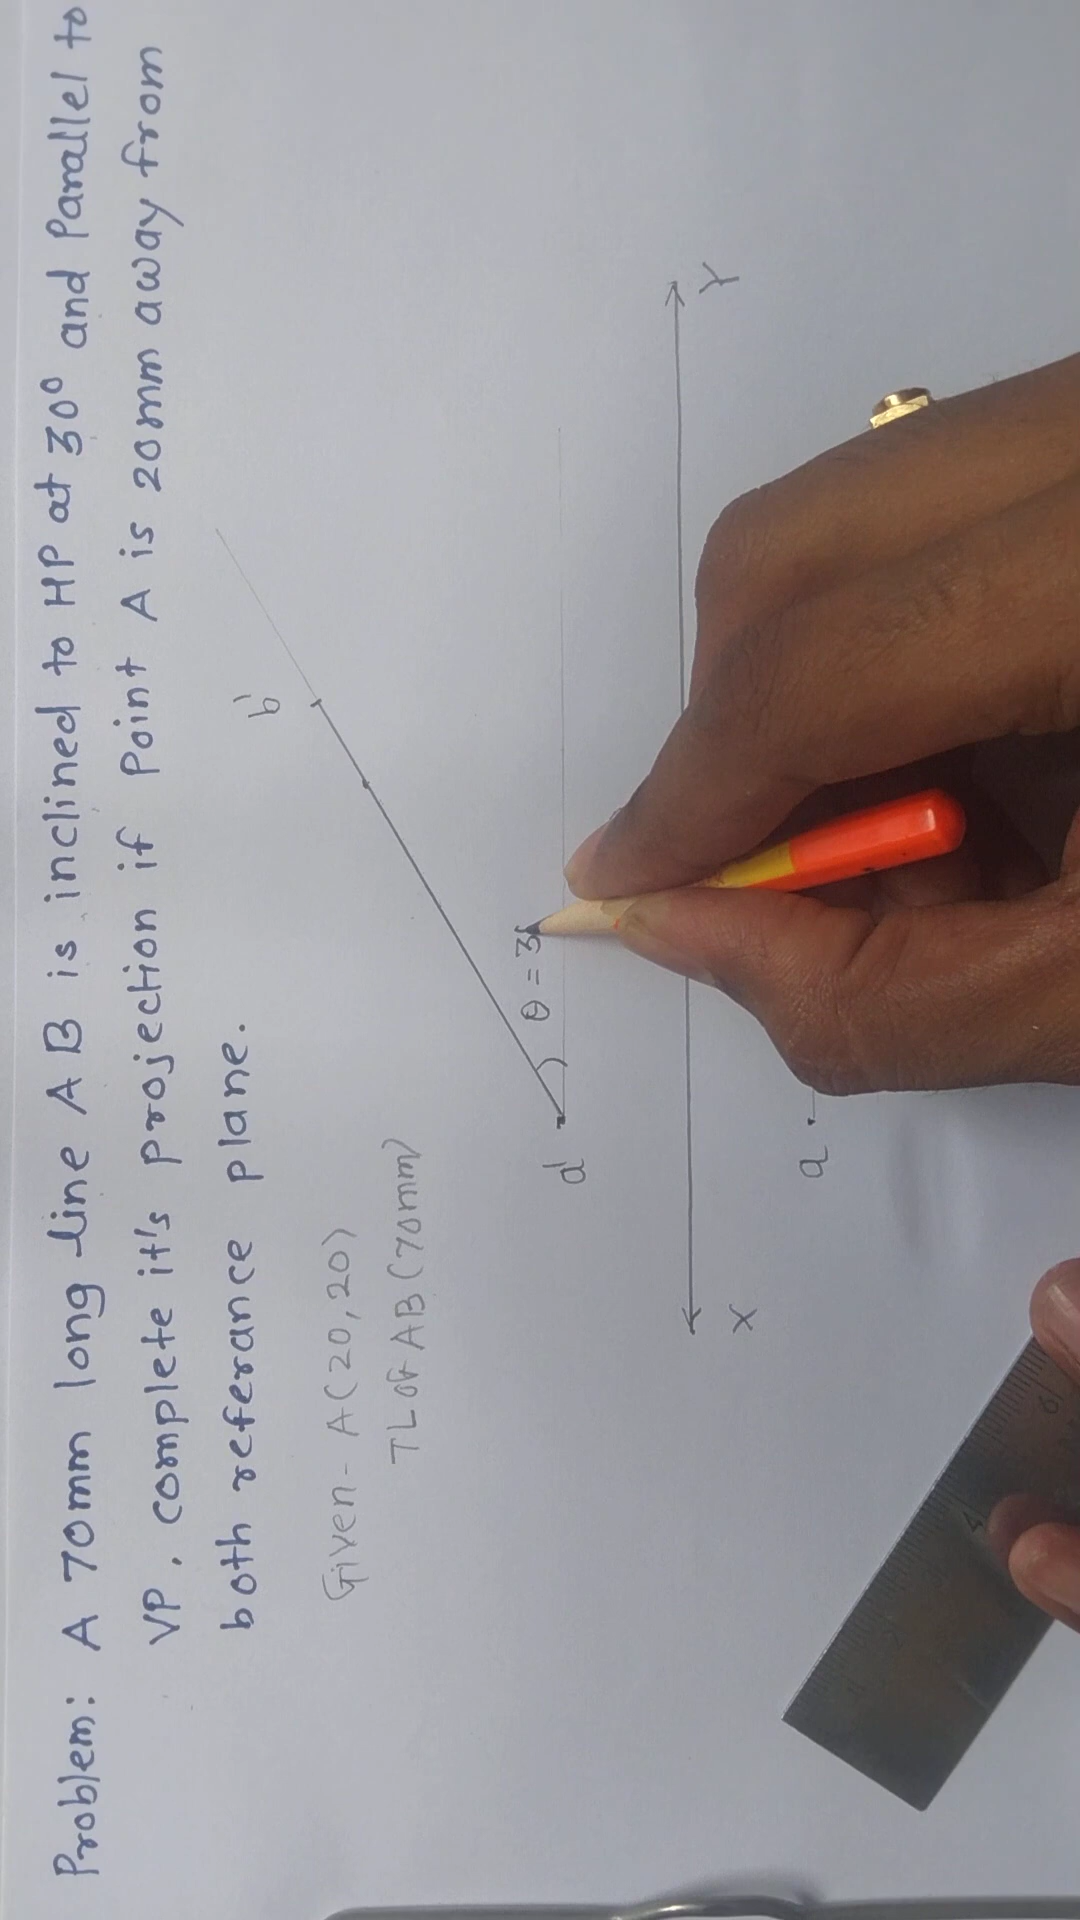 Problem: A 70mm long line AB is inclined to HP at 30° and Parallel to
VP, complete it's projection if Point A is 20mm away from
both referance plane.
Given - A(20,20)
TL of AB (70mm)
b'
a'
θ = 3
X
Y
a